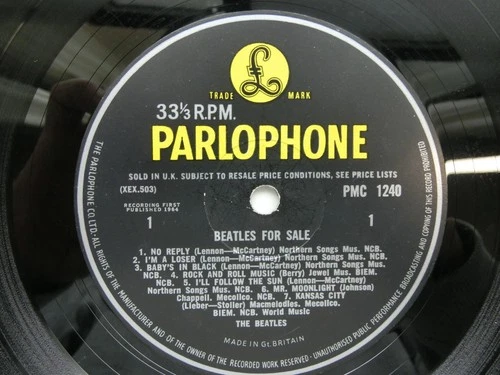 £
TRADE MARK
33⅓ R.P.M.
PARLOPHONE
SOLD IN U.K. SUBJECT TO RESALE PRICE CONDITIONS, SEE PRICE LISTS
(XEX.503) PMC 1240
RECORDING FIRST
PUBLISHED 1964
1 1
BEATLES FOR SALE
1. NO REPLY (Lennon—McCartney) Northern Songs Mus. NCB.
2. I'M A LOSER (Lennon—McCartney) Northern Songs Mus. NCB.
3. BABY'S IN BLACK (Lennon—McCartney) Northern Songs Mus.
NCB. 4. ROCK AND ROLL MUSIC (Berry) Jewel Mus. BIEM.
NCB. 5. I'LL FOLLOW THE SUN (Lennon—McCartney)
Northern Songs Mus. NCB. 6. MR. MOONLIGHT (Johnson)
Chappell. Mecolico. NCB. 7. KANSAS CITY
(Lieber—Stoller) Macmelodies. Mecolico.
BIEM. NCB. World Music
THE BEATLES
MADE IN Gt. BRITAIN
THE PARLOPHONE CO. LTD. ALL RIGHTS OF THE MANUFACTURER AND OF THE OWNER OF THE RECORDED WORK RESERVED · UNAUTHORISED PUBLIC PERFORMANCE BROADCASTING AND COPYING OF THIS RECORD PROHIBITED